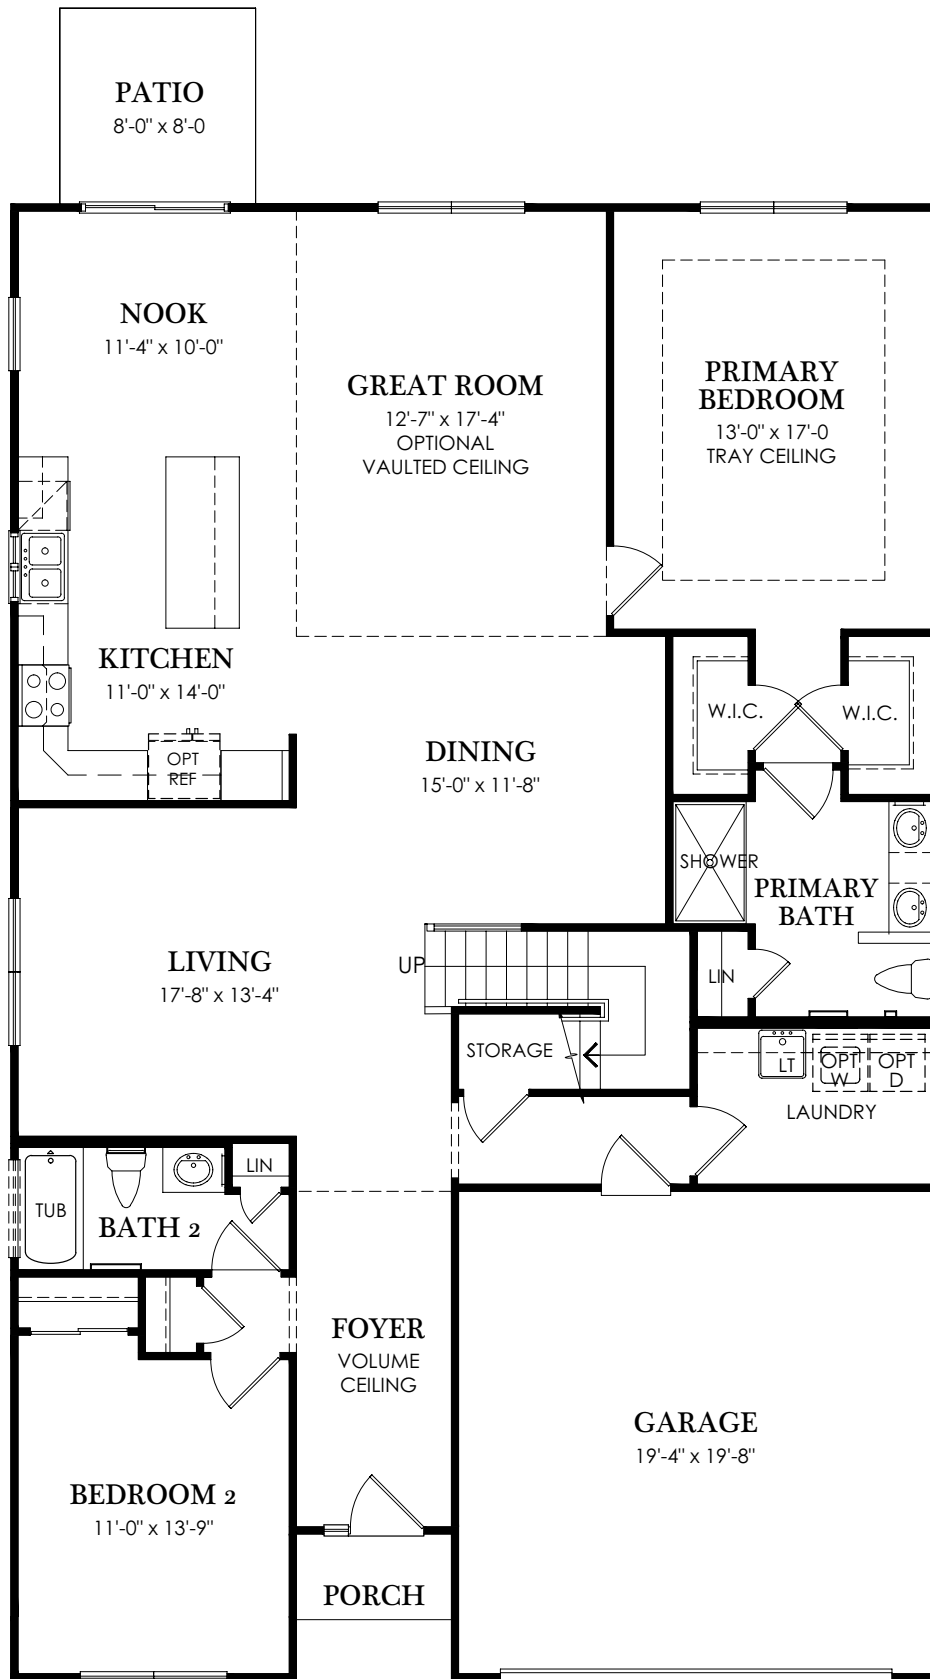 PATIO
8'-0" x 8'-0
NOOK
11'-4" x 10'-0"
GREAT ROOM
12'-7" x 17'-4"
OPTIONAL
VAULTED CEILING
PRIMARY
BEDROOM
13'-0" x 17'-0
TRAY CEILING
KITCHEN
11'-0" x 14'-0"
OPT
REF
DINING
15'-0" x 11'-8"
W.I.C.
W.I.C.
SHOWER
PRIMARY
BATH
LIVING
17'-8" x 13'-4"
UP
LIN
STORAGE
LT
OPT
W
OPT
D
LAUNDRY
LIN
TUB
BATH 2
FOYER
VOLUME
CEILING
GARAGE
19'-4" x 19'-8"
BEDROOM 2
11'-0" x 13'-9"
PORCH